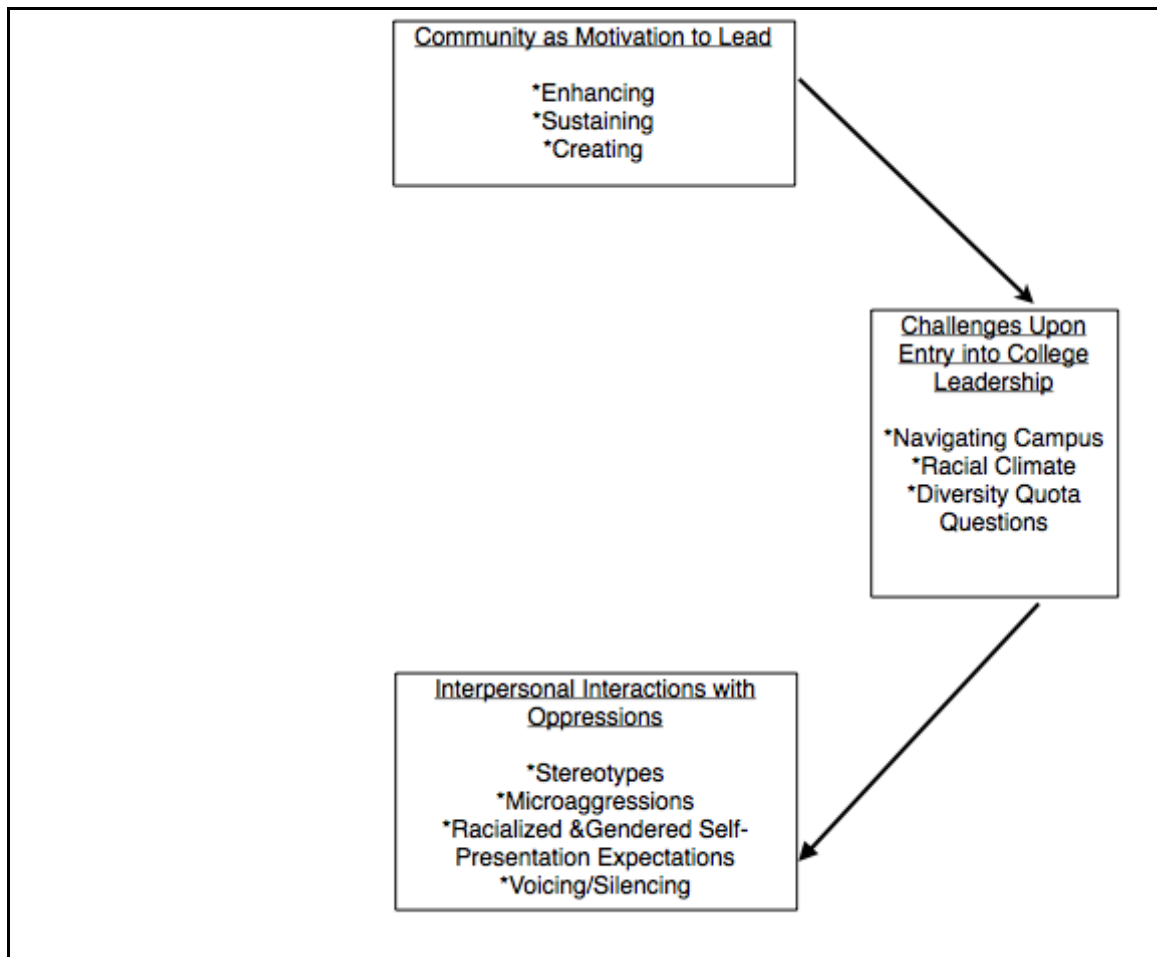 Community as Motivation to Lead
*Enhancing
*Sustaining
*Creating
Challenges Upon
Entry into College
Leadership
*Navigating Campus
*Racial Climate
*Diversity Quota
Questions
Interpersonal Interactions with
Oppressions
*Stereotypes
*Microaggressions
*Racialized &Gendered Self-
Presentation Expectations
*Voicing/Silencing